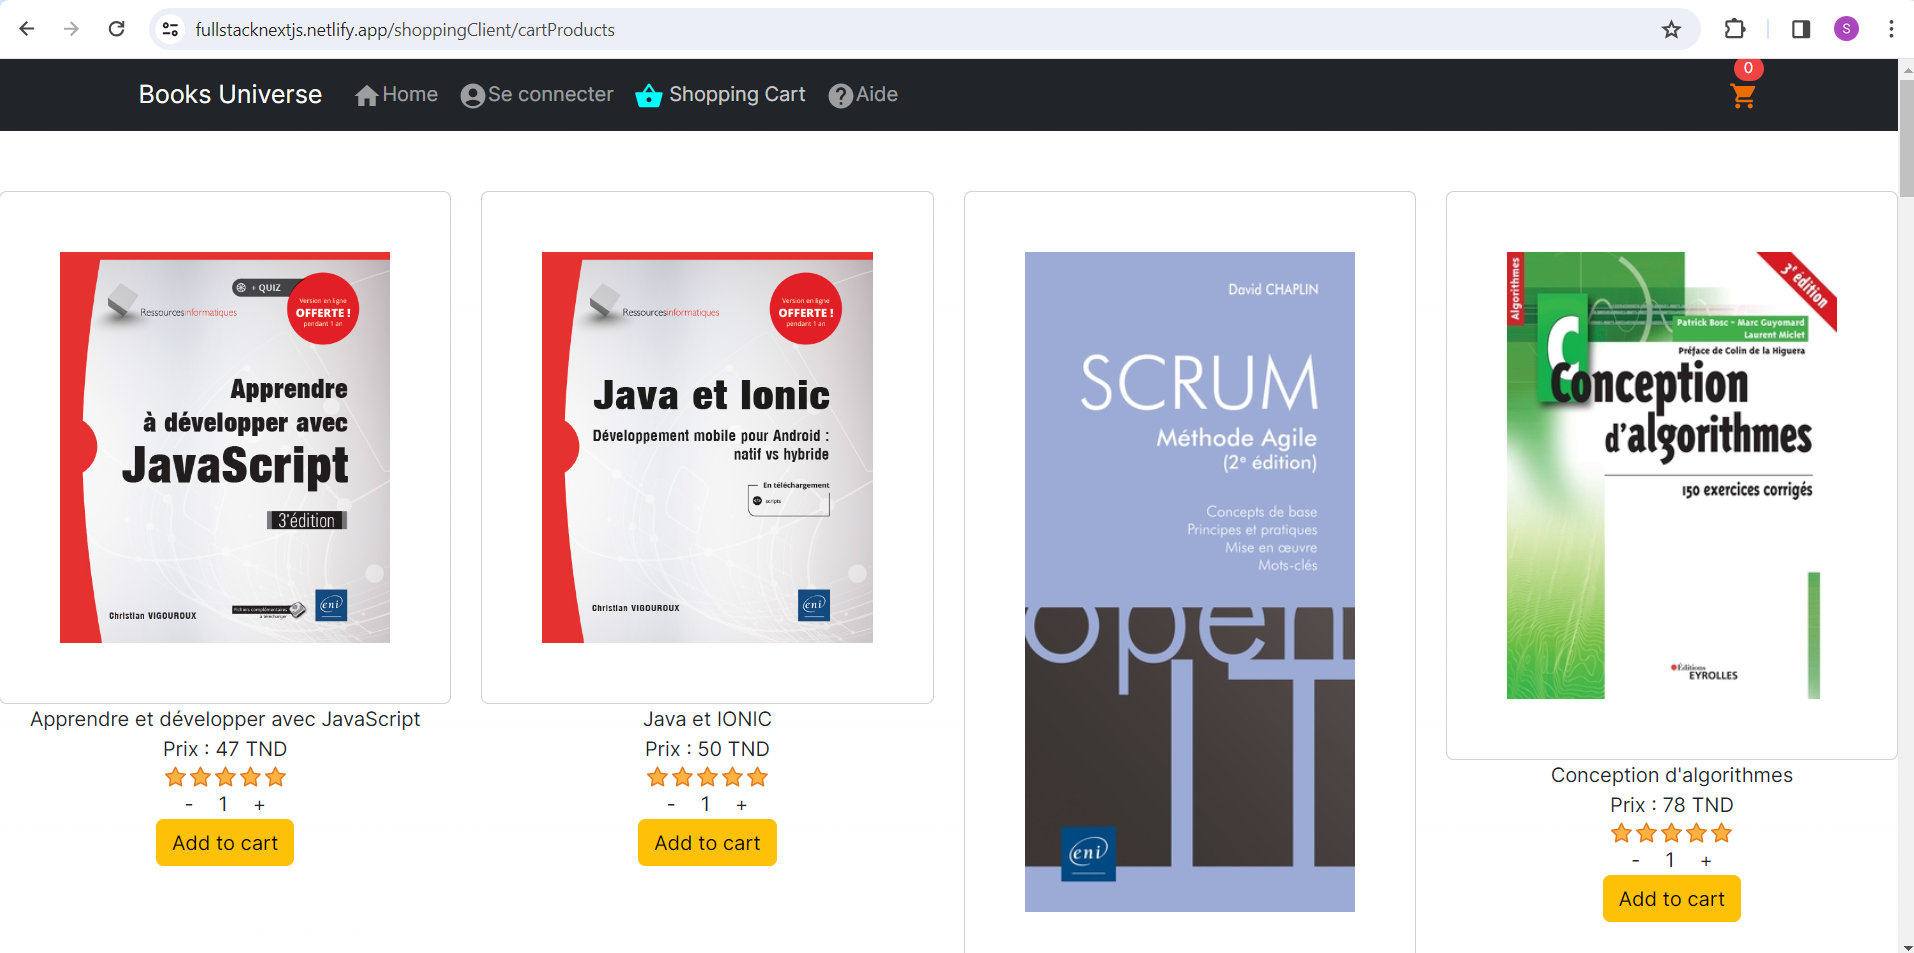 fullstacknextjs.netlify.app/shoppingClient/cartProducts
S
Books Universe Home Se connecter Shopping Cart Aide
0
+ QUIZ
Version en ligne
OFFERTE !
pendant 1 an
Ressourcesinformatiques
Apprendre
à développer avec
JavaScript
3e édition
Christian VIGOUROUX
Fichiers complémentaires
à télécharger
eni
Apprendre et développer avec JavaScript
Prix : 47 TND
- 1 +
Add to cart
Version en ligne
OFFERTE !
pendant 1 an
Ressourcesinformatiques
Java et Ionic
Développement mobile pour Android :
natif vs hybride
En téléchargement
scripts
Christian VIGOUROUX
eni
Java et IONIC
Prix : 50 TND
- 1 +
Add to cart
David CHAPLIN
SCRUM
Méthode Agile
(2e édition)
Concepts de base
Principes et pratiques
Mise en œuvre
Mots-clés
open
IT
eni
Algorithmes
3e édition
Patrick Bosc - Marc Guyomard
Laurent Miclet
Préface de Colin de la Higuera
Conception
d'algorithmes
150 exercices corrigés
Éditions
EYROLLES
Conception d'algorithmes
Prix : 78 TND
- 1 +
Add to cart